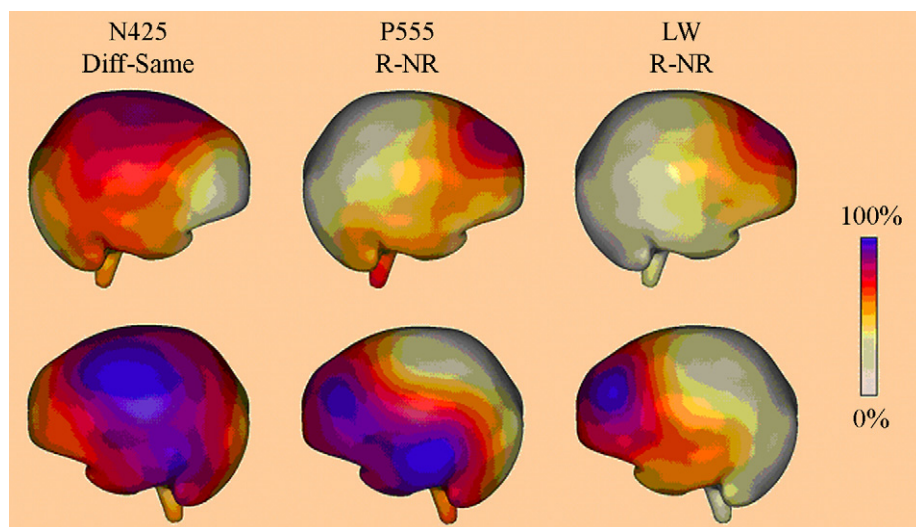 N425
Diff-Same
P555
R-NR
LW
R-NR
100%
0%